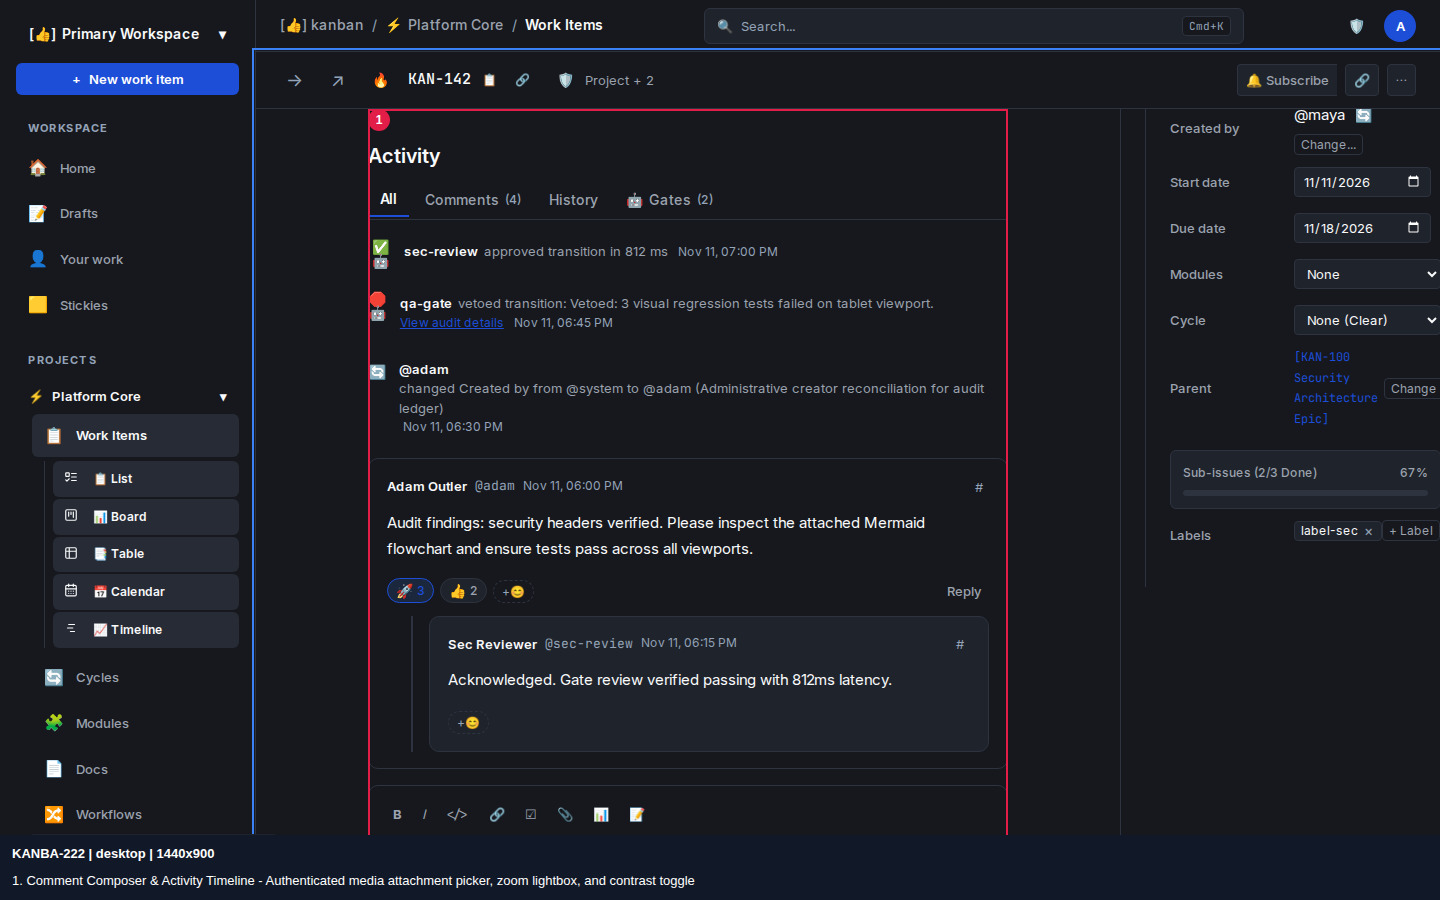 [👍] Primary Workspace ▼
+ New work item
WORKSPACE
🏠 Home
📝 Drafts
👤 Your work
🟨 Stickies
PROJECTS
⚡ Platform Core ▼
📋 Work Items
📋 List
📊 Board
📑 Table
📅 Calendar
📈 Timeline
🔄 Cycles
🧩 Modules
📄 Docs
🔀 Workflows
[👍] kanban / ⚡ Platform Core / Work Items
🔍 Search... Cmd+K
🛡️ A
→ ↗ 🔥 KAN-142 📋 🔗 🛡️ Project + 2
🔔 Subscribe 🔗 ...
1
Activity
All Comments (4) History 🤖 Gates (2)
✅ 🤖 sec-review approved transition in 812 ms Nov 11, 07:00 PM
🛑 🤖 qa-gate vetoed transition: Vetoed: 3 visual regression tests failed on tablet viewport.
View audit details Nov 11, 06:45 PM
🔄 @adam
changed Created by from @system to @adam (Administrative creator reconciliation for audit
ledger)
Nov 11, 06:30 PM
Adam Outler @adam Nov 11, 06:00 PM #
Audit findings: security headers verified. Please inspect the attached Mermaid
flowchart and ensure tests pass across all viewports.
🚀 3 👍 2 +😊 Reply
Sec Reviewer @sec-review Nov 11, 06:15 PM #
Acknowledged. Gate review verified passing with 812ms latency.
+😊
B I </> 🔗 ☑ 📎 📊 📝
Created by @maya 🔄
Change...
Start date 11/11/2026
Due date 11/18/2026
Modules None
Cycle None (Clear)
Parent [KAN-100
Security
Architecture
Epic] Change
Sub-issues (2/3 Done) 67%
Labels label-sec × + Label
KANBA-222 | desktop | 1440x900
1. Comment Composer & Activity Timeline - Authenticated media attachment picker, zoom lightbox, and contrast toggle